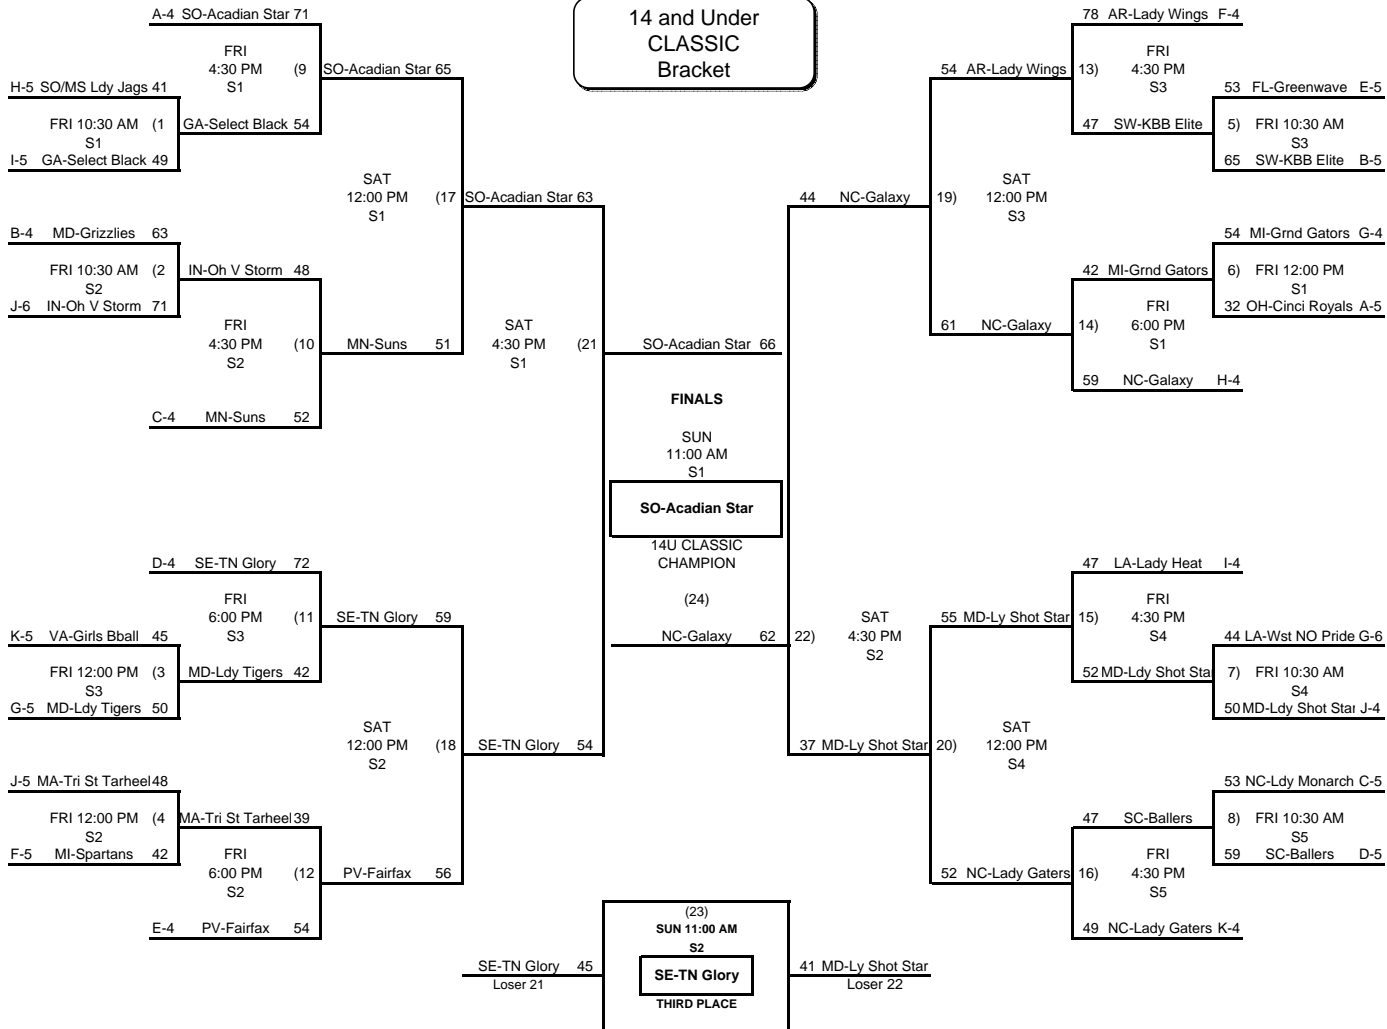 14 and Under
CLASSIC
Bracket
A-4 SO-Acadian Star 71
FRI
4:30 PM (9
S1
SO-Acadian Star 65
H-5 SO/MS Ldy Jags 41
FRI 10:30 AM (1
S1
GA-Select Black 54
I-5 GA-Select Black 49
SAT
12:00 PM (17
S1
SO-Acadian Star 63
B-4 MD-Grizzlies 63
FRI 10:30 AM (2
S2
IN-Oh V Storm 48
J-6 IN-Oh V Storm 71
FRI
4:30 PM (10
S2
MN-Suns 51
C-4 MN-Suns 52
SAT
4:30 PM (21
S1
SO-Acadian Star 66
D-4 SE-TN Glory 72
FRI
6:00 PM (11
S3
SE-TN Glory 59
K-5 VA-Girls Bball 45
FRI 12:00 PM (3
S3
MD-Ldy Tigers 42
G-5 MD-Ldy Tigers 50
SAT
12:00 PM (18
S2
SE-TN Glory 54
J-5 MA-Tri St Tarheel 48
FRI 12:00 PM (4
S2
MA-Tri St Tarheel 39
F-5 MI-Spartans 42
FRI
6:00 PM (12
S2
PV-Fairfax 56
E-4 PV-Fairfax 54
FINALS
SUN
11:00 AM
S1
SO-Acadian Star
14U CLASSIC
CHAMPION
(24)
NC-Galaxy 62
78 AR-Lady Wings F-4
FRI
13) 4:30 PM
S3
54 AR-Lady Wings
53 FL-Greenwave E-5
47 SW-KBB Elite
5) FRI 10:30 AM
S3
65 SW-KBB Elite B-5
SAT
19) 12:00 PM
S3
44 NC-Galaxy
54 MI-Grnd Gators G-4
42 MI-Grnd Gators
6) FRI 12:00 PM
S1
32 OH-Cinci Royals A-5
FRI
14) 6:00 PM
S1
61 NC-Galaxy
59 NC-Galaxy H-4
SAT
22) 4:30 PM
S2
47 LA-Lady Heat I-4
FRI
15) 4:30 PM
S4
55 MD-Ly Shot Star
44 LA-Wst NO Pride G-6
52 MD-Ldy Shot Sta
7) FRI 10:30 AM
S4
50 MD-Ldy Shot Star J-4
SAT
20) 12:00 PM
S4
37 MD-Ly Shot Star
53 NC-Ldy Monarch C-5
47 SC-Ballers
8) FRI 10:30 AM
S5
59 SC-Ballers D-5
FRI
16) 4:30 PM
S5
52 NC-Lady Gaters
49 NC-Lady Gaters K-4
(23)
SUN 11:00 AM
S2
SE-TN Glory 45
Loser 21
SE-TN Glory
THIRD PLACE
41 MD-Ly Shot Star
Loser 22